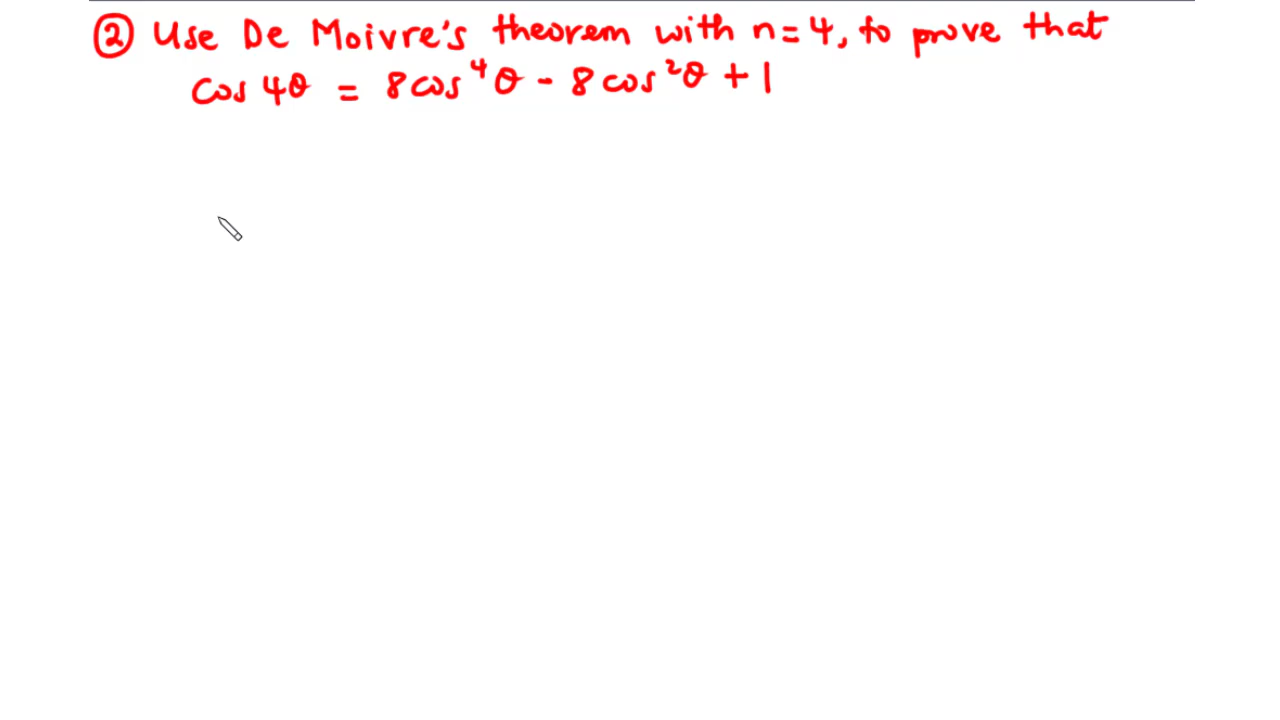 ② Use De Moivre's theorem with n=4, to prove that
cos 4θ = 8cos⁴θ - 8cos²θ + 1